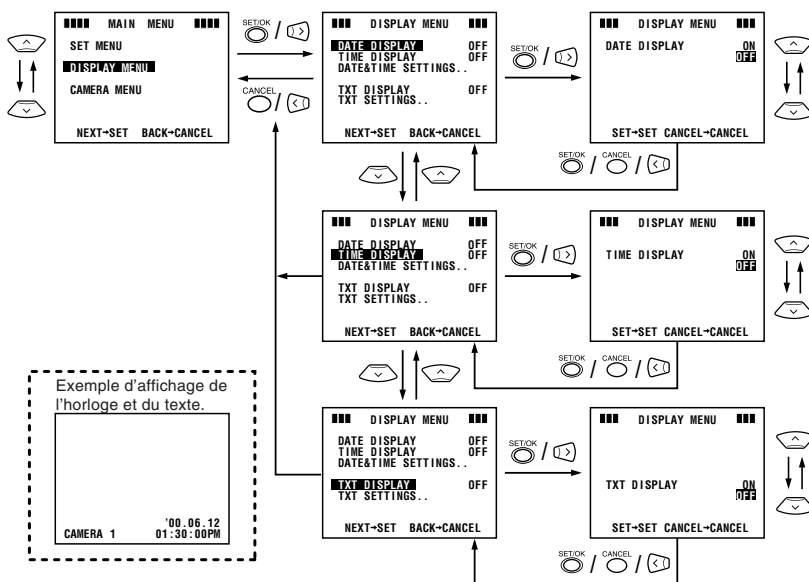 MAIN MENU
SET MENU
DISPLAY MENU
CAMERA MENU
NEXT→SET BACK→CANCEL
SET/OK
/
CANCEL
/
DISPLAY MENU
DATE DISPLAY OFF
TIME DISPLAY OFF
DATE&TIME SETTINGS..
TXT DISPLAY OFF
TXT SETTINGS..
NEXT→SET BACK→CANCEL
SET/OK
/
DISPLAY MENU
DATE DISPLAY ON
OFF
SET→SET CANCEL→CANCEL
SET/OK / CANCEL /
DISPLAY MENU
DATE DISPLAY OFF
TIME DISPLAY OFF
DATE&TIME SETTINGS..
TXT DISPLAY OFF
TXT SETTINGS..
NEXT→SET BACK→CANCEL
SET/OK
/
DISPLAY MENU
TIME DISPLAY ON
OFF
SET→SET CANCEL→CANCEL
SET/OK / CANCEL /
Exemple d'affichage de
l'horloge et du texte.
'00.06.12
CAMERA 1 01:30:00PM
DISPLAY MENU
DATE DISPLAY OFF
TIME DISPLAY OFF
DATE&TIME SETTINGS..
TXT DISPLAY OFF
TXT SETTINGS..
NEXT→SET BACK→CANCEL
SET/OK
/
DISPLAY MENU
TXT DISPLAY ON
OFF
SET→SET CANCEL→CANCEL
SET/OK / CANCEL /